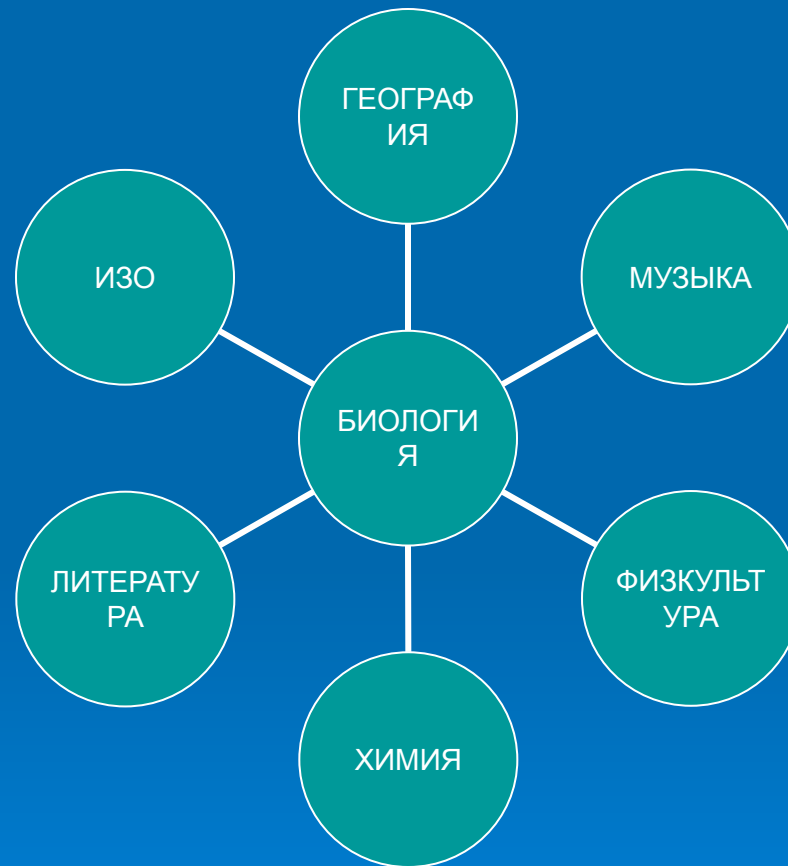 ГЕОГРАФ
ИЯ
ИЗО
МУЗЫКА
БИОЛОГИ
Я
ЛИТЕРАТУ
РА
ФИЗКУЛЬТ
УРА
ХИМИЯ